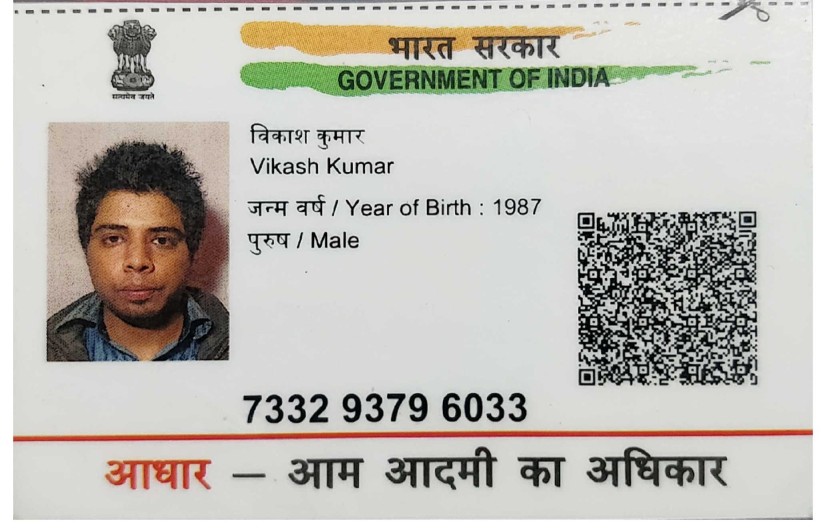 भारत सरकार
GOVERNMENT OF INDIA
सत्यमेव जयते
विकाश कुमार
Vikash Kumar
जन्म वर्ष / Year of Birth : 1987
पुरुष / Male
7332 9379 6033
आधार — आम आदमी का अधिकार